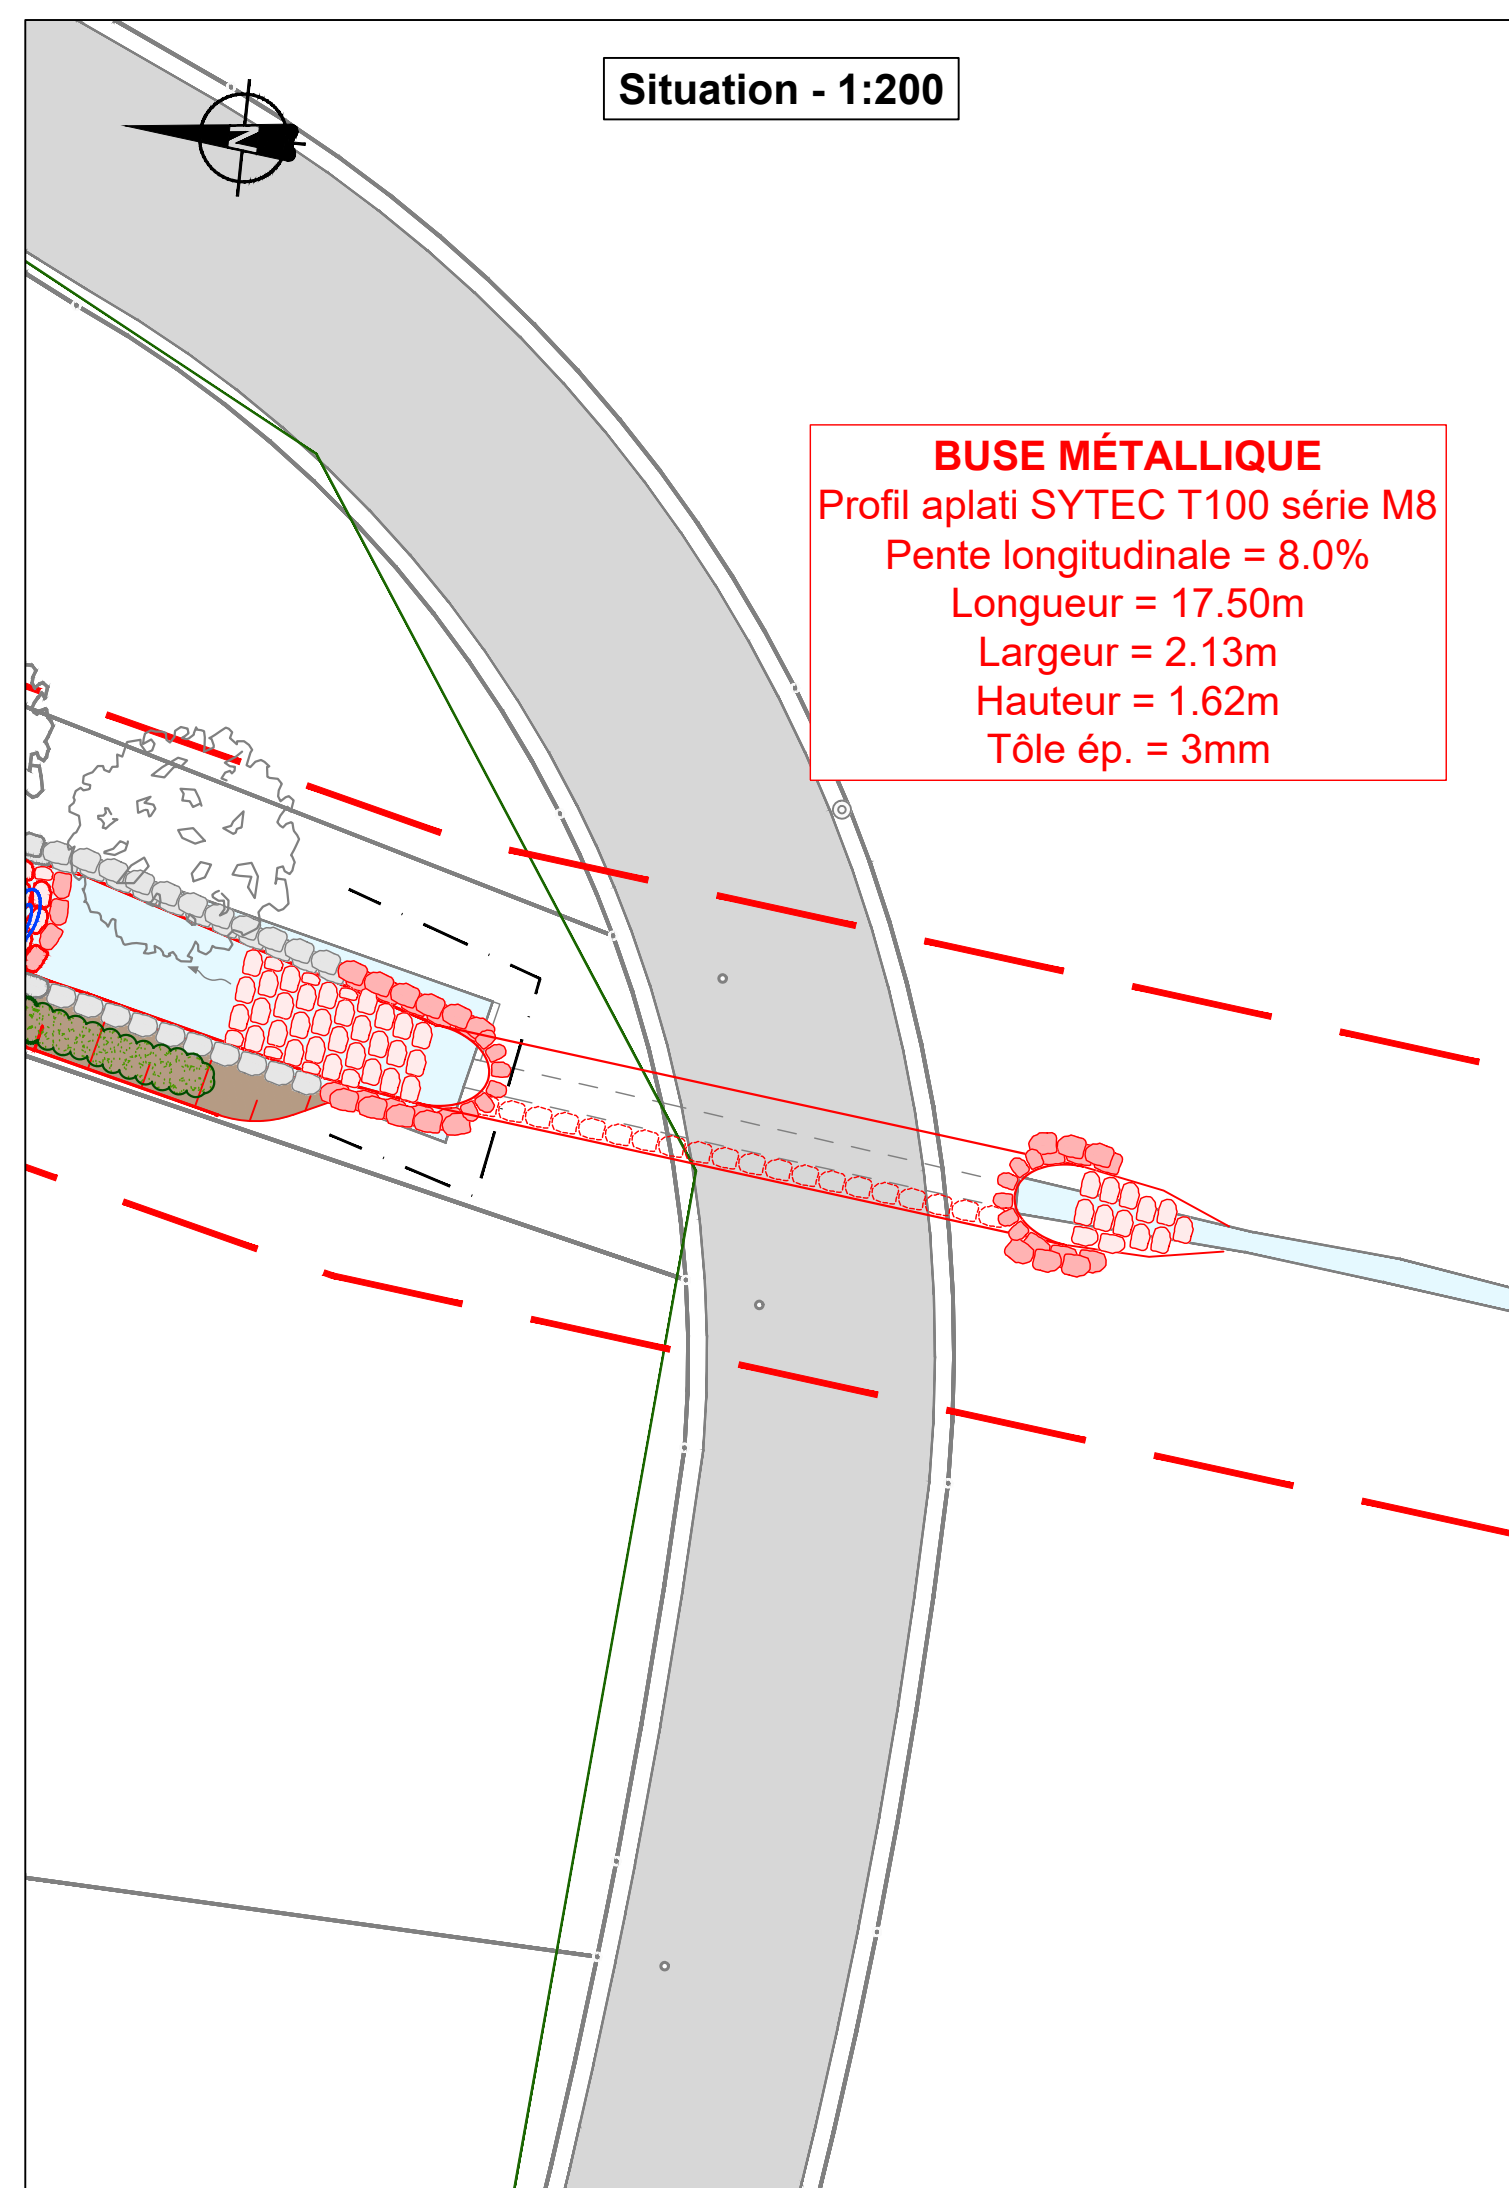 Situation - 1:200
N
BUSE MÉTALLIQUE
Profil aplati SYTEC T100 série M8
Pente longitudinale = 8.0%
Longueur = 17.50m
Largeur = 2.13m
Hauteur = 1.62m
Tôle ép. = 3mm